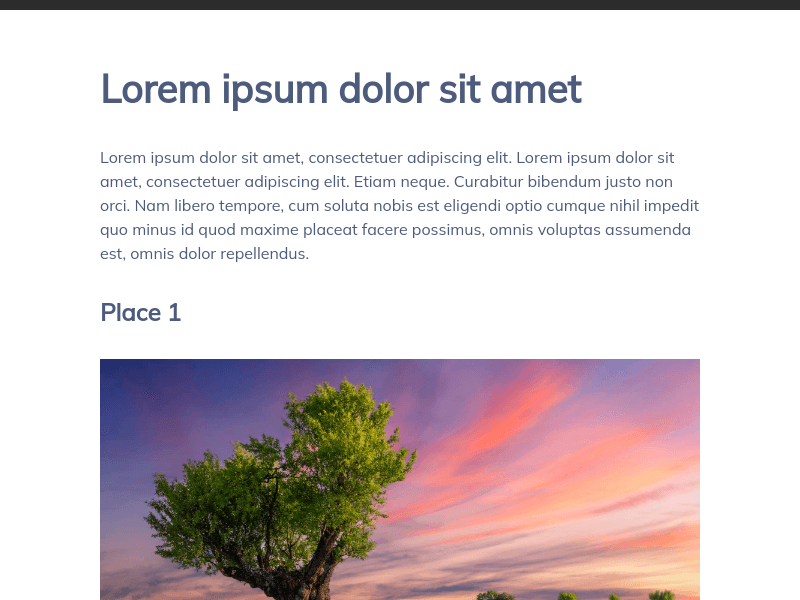 Lorem ipsum dolor sit amet
Lorem ipsum dolor sit amet, consectetuer adipiscing elit. Lorem ipsum dolor sit
amet, consectetuer adipiscing elit. Etiam neque. Curabitur bibendum justo non
orci. Nam libero tempore, cum soluta nobis est eligendi optio cumque nihil impedit
quo minus id quod maxime placeat facere possimus, omnis voluptas assumenda
est, omnis dolor repellendus.
Place 1